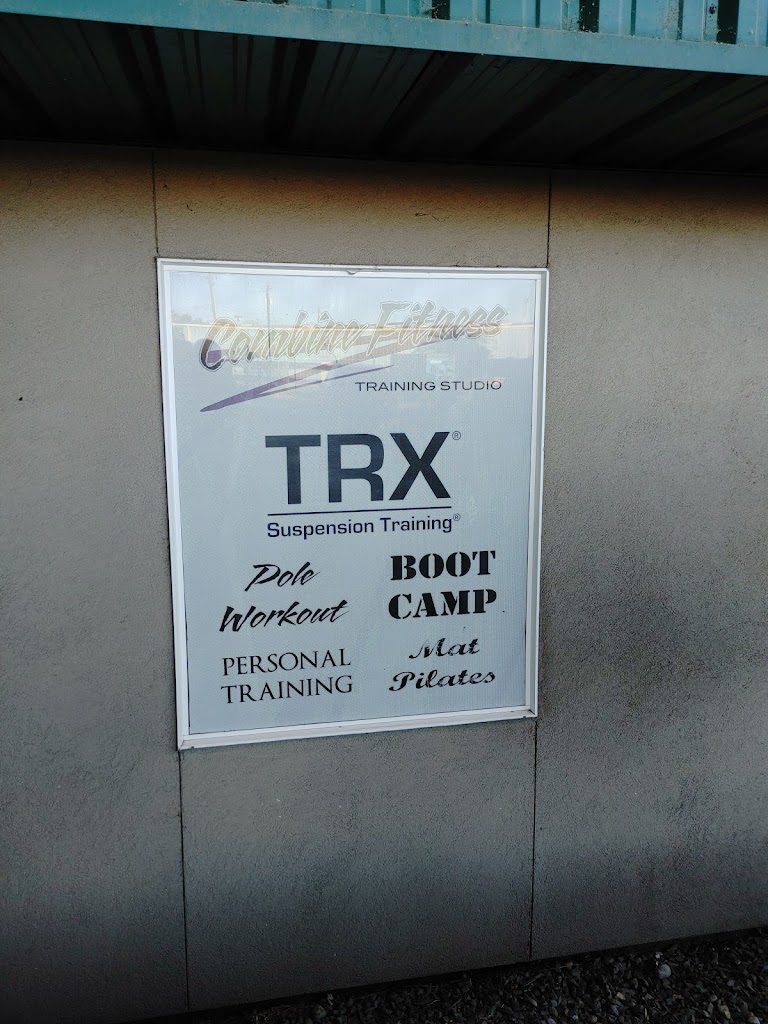 Combine Fitness
TRAINING STUDIO
TRX®
Suspension Training®
Pole
Workout
BOOT
CAMP
PERSONAL
TRAINING
Mat
Pilates